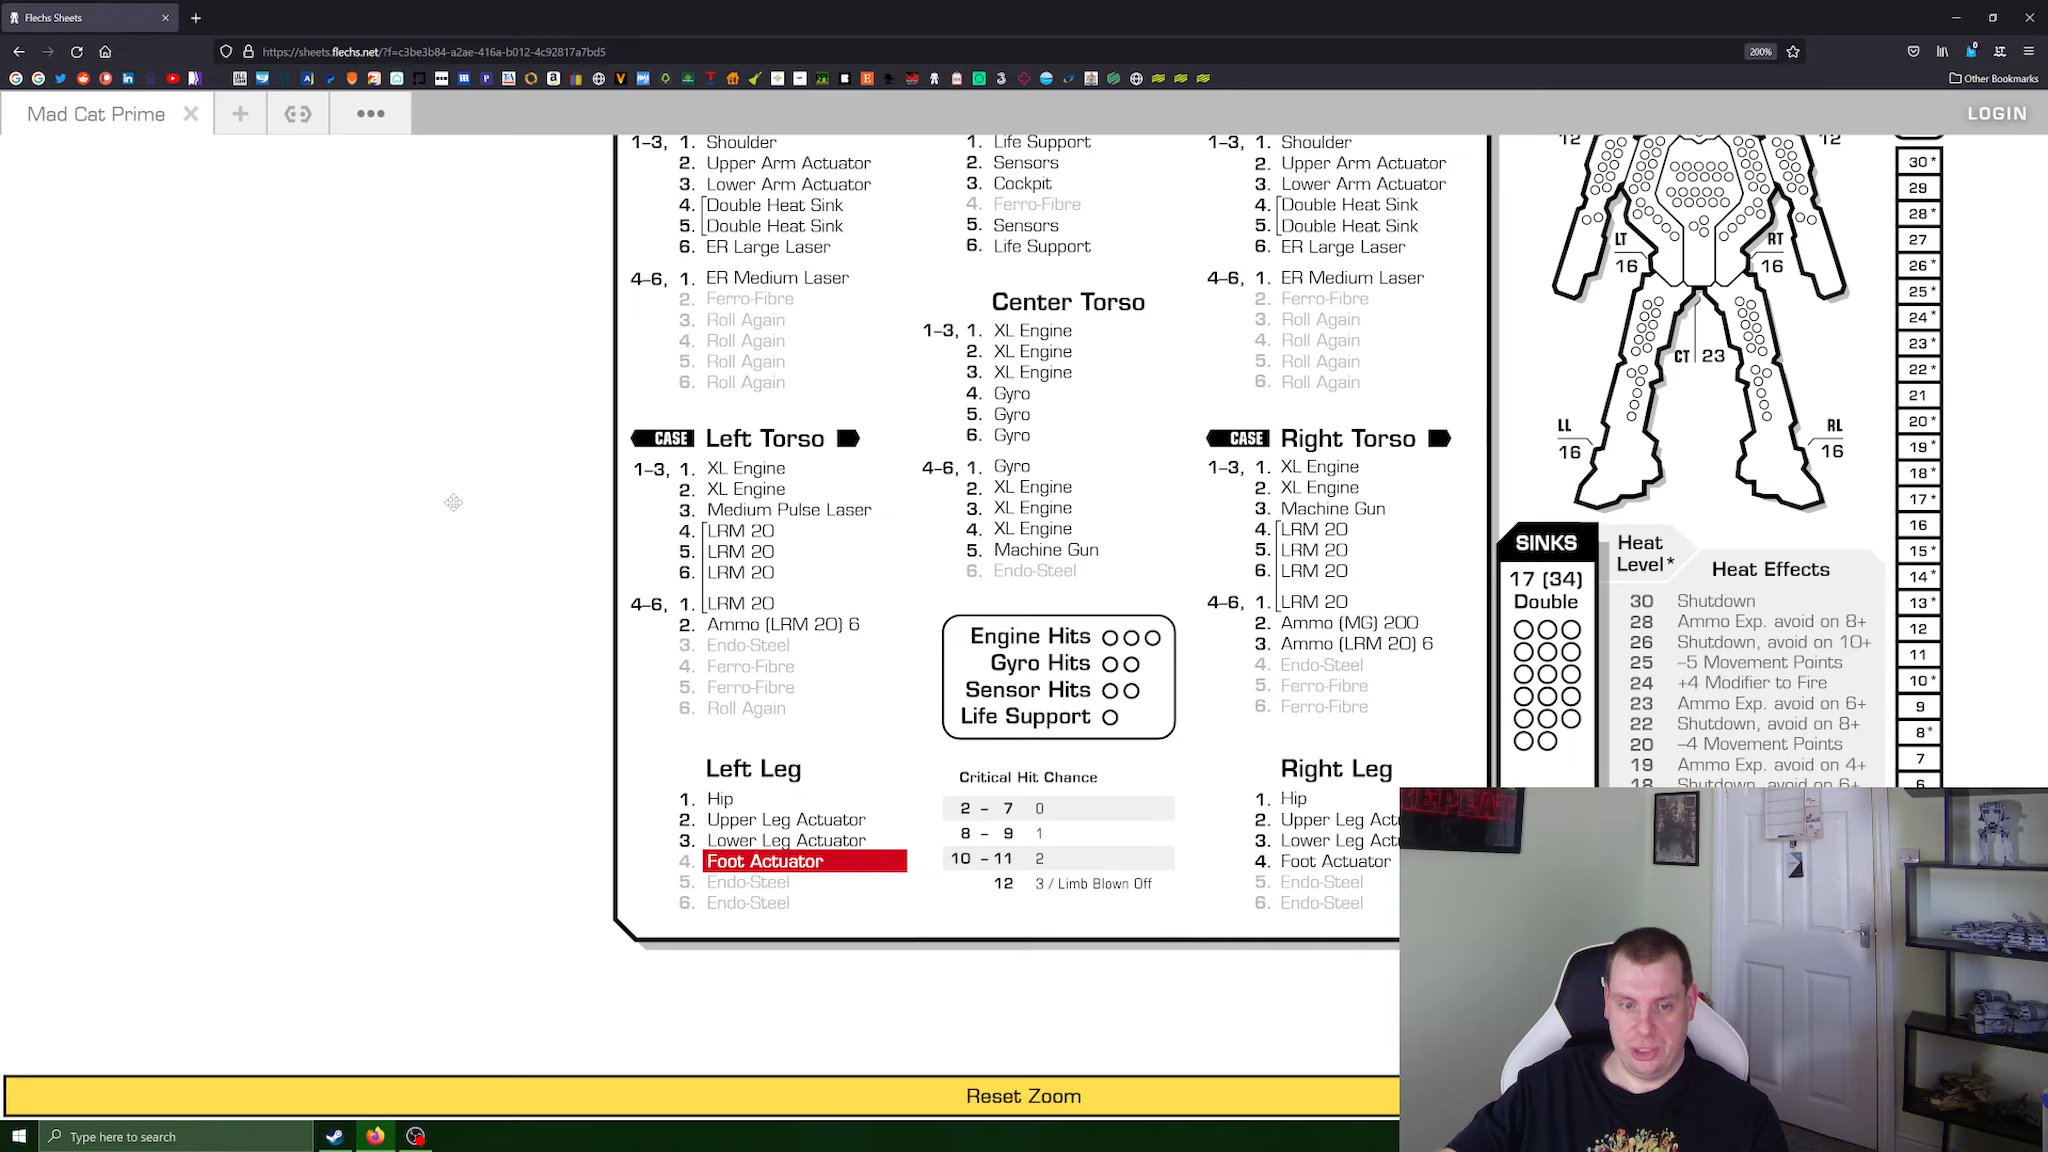 Flechs Sheets
https://sheets.flechs.net/?f=c3be3b84-a2ae-416a-b012-4c92817a7bd5
200%
Other Bookmarks
Mad Cat Prime
LOGIN
1-3, 1. Shoulder
2. Upper Arm Actuator
3. Lower Arm Actuator
4. Double Heat Sink
5. Double Heat Sink
6. ER Large Laser
4-6, 1. ER Medium Laser
2. Ferro-Fibre
3. Roll Again
4. Roll Again
5. Roll Again
6. Roll Again
CASE Left Torso
1-3, 1. XL Engine
2. XL Engine
3. Medium Pulse Laser
4. LRM 20
5. LRM 20
6. LRM 20
4-6, 1. LRM 20
2. Ammo (LRM 20) 6
3. Endo-Steel
4. Ferro-Fibre
5. Ferro-Fibre
6. Roll Again
Left Leg
1. Hip
2. Upper Leg Actuator
3. Lower Leg Actuator
4. Foot Actuator
5. Endo-Steel
6. Endo-Steel
1. Life Support
2. Sensors
3. Cockpit
4. Ferro-Fibre
5. Sensors
6. Life Support
Center Torso
1-3, 1. XL Engine
2. XL Engine
3. XL Engine
4. Gyro
5. Gyro
6. Gyro
4-6, 1. Gyro
2. XL Engine
3. XL Engine
4. XL Engine
5. Machine Gun
6. Endo-Steel
Engine Hits
Gyro Hits
Sensor Hits
Life Support
Critical Hit Chance
2 - 7 0
8 - 9 1
10 - 11 2
12 3 / Limb Blown Off
1-3, 1. Shoulder
2. Upper Arm Actuator
3. Lower Arm Actuator
4. Double Heat Sink
5. Double Heat Sink
6. ER Large Laser
4-6, 1. ER Medium Laser
2. Ferro-Fibre
3. Roll Again
4. Roll Again
5. Roll Again
6. Roll Again
CASE Right Torso
1-3, 1. XL Engine
2. XL Engine
3. Machine Gun
4. LRM 20
5. LRM 20
6. LRM 20
4-6, 1. LRM 20
2. Ammo (MG) 200
3. Ammo (LRM 20) 6
4. Endo-Steel
5. Ferro-Fibre
6. Ferro-Fibre
Right Leg
1. Hip
2. Upper Leg Actu
3. Lower Leg Actu
4. Foot Actuator
5. Endo-Steel
6. Endo-Steel
12
12
LT
16
RT
16
CT 23
LL
16
RL
16
SINKS
17 (34)
Double
Heat
Level*
Heat Effects
30 Shutdown
28 Ammo Exp. avoid on 8+
26 Shutdown, avoid on 10+
25 -5 Movement Points
24 +4 Modifier to Fire
23 Ammo Exp. avoid on 6+
22 Shutdown, avoid on 8+
20 -4 Movement Points
19 Ammo Exp. avoid on 4+
18 Shutdown, avoid on 6+
30*
29
28*
27
26*
25*
24*
23*
22*
21
20*
19*
18*
17*
16
15*
14*
13*
12
11
10*
9
8*
7
6
REPEAT
Reset Zoom
Type here to search